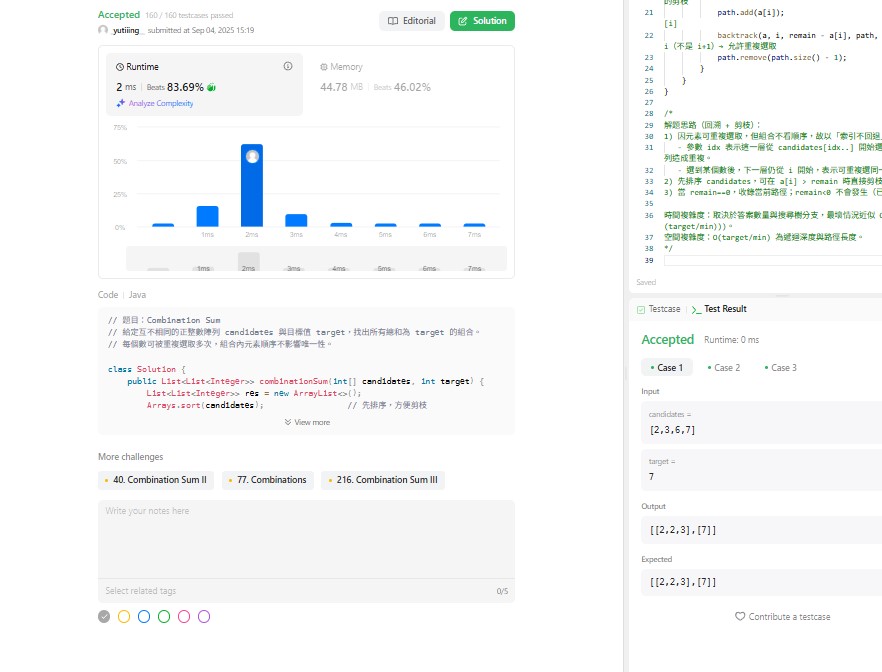 Accepted 160 / 160 testcases passed
yutiiing_ submitted at Sep 04, 2025 15:19
Editorial
Solution
Runtime
2 ms | Beats 83.69%
Analyze Complexity
Memory
44.78 MB | Beats 46.02%
75%
50%
25%
0%
1ms 2ms 3ms 4ms 5ms 6ms 7ms
1ms 2ms 3ms 4ms 5ms 6ms 7ms
Code | Java
// 題目：Combination Sum
// 給定互不相同的正整數陣列 candidates 與目標值 target，找出所有總和為 target 的組合。
// 每個數可被重複選取多次，組合內元素順序不影響唯一性。
class Solution {
public List<List<Integer>> combinationSum(int[] candidates, int target) {
List<List<Integer>> res = new ArrayList<>();
Arrays.sort(candidates); // 先排序，方便剪枝
View more
More challenges
40. Combination Sum II
77. Combinations
216. Combination Sum III
Write your notes here
Select related tags
0/5
的剪枝
21 path.add(a[i]);
[i]
22 backtrack(a, i, remain - a[i], path,
i（不是 i+1）→ 允許重複選取
23 path.remove(path.size() - 1);
24 }
25 }
26 }
27
28 /*
29 解題思路（回溯 + 剪枝）：
30 1) 因元素可重複選取，但組合不看順序，故以「索引不回退
31 - 參數 idx 表示這一層從 candidates[idx..] 開始選
列造成重複。
32 - 選到某個數後，下一層仍從 i 開始，表示可重複選同一
33 2) 先排序 candidates，可在 a[i] > remain 時直接剪枝
34 3) 當 remain==0，收錄當前路徑；remain<0 不會發生（已
35
36 時間複雜度：取決於答案數量與搜尋樹分支，最壞情況近似 O
(target/min)))。
37 空間複雜度：O(target/min) 為遞迴深度與路徑長度。
38 */
39
Saved
Testcase
Test Result
Accepted Runtime: 0 ms
Case 1
Case 2
Case 3
Input
candidates =
[2,3,6,7]
target =
7
Output
[[2,2,3],[7]]
Expected
[[2,2,3],[7]]
Contribute a testcase